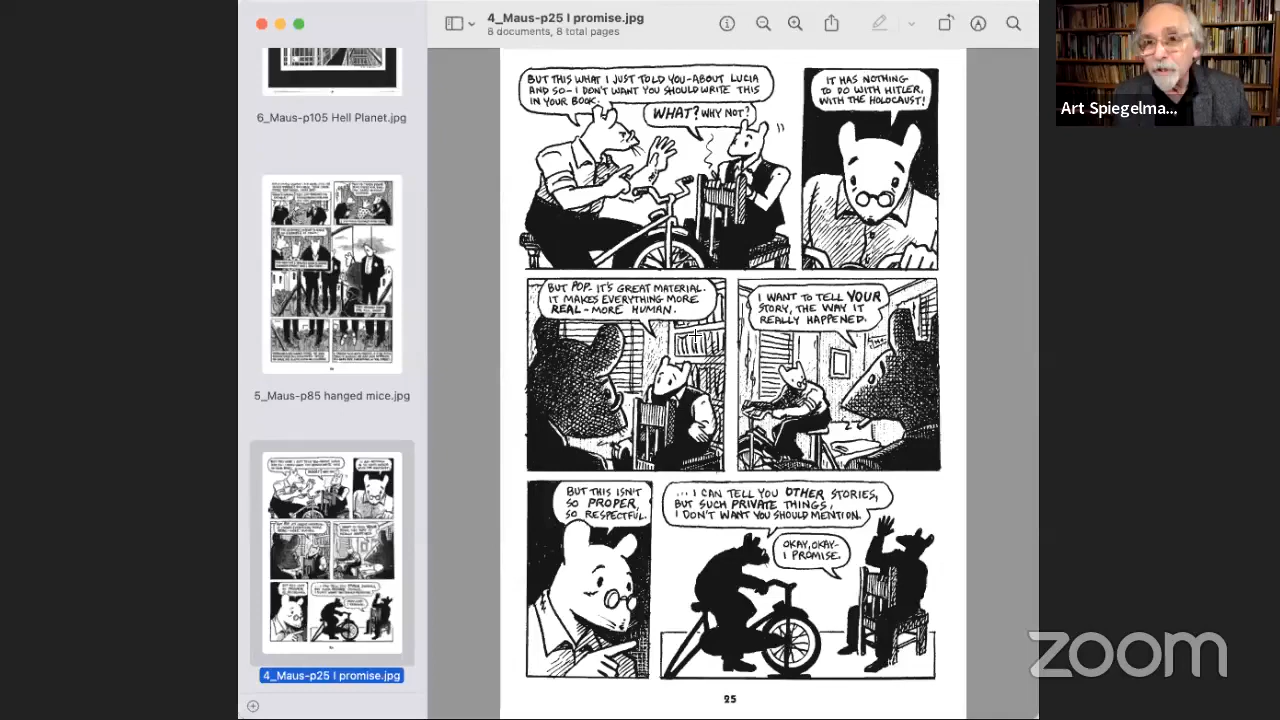 4_Maus-p25 I promise.jpg
8 documents, 8 total pages
6_Maus-p105 Hell Planet.jpg
5_Maus-p85 hanged mice.jpg
4_Maus-p25 I promise.jpg
BUT THIS WHAT I JUST TOLD YOU-ABOUT LUCIA
AND SO- I DON'T WANT YOU SHOULD WRITE THIS
IN YOUR BOOK.
WHAT? WHY NOT?
IT HAS NOTHING
TO DO WITH HITLER,
WITH THE HOLOCAUST!
BUT POP- IT'S GREAT MATERIAL.
IT MAKES EVERYTHING MORE
REAL - MORE HUMAN.
I WANT TO TELL YOUR
STORY, THE WAY IT
REALLY HAPPENED.
BUT THIS ISN'T
SO PROPER,
SO RESPECTFUL.
...I CAN TELL YOU OTHER STORIES,
BUT SUCH PRIVATE THINGS,
I DON'T WANT YOU SHOULD MENTION.
OKAY, OKAY-
I PROMISE.
25
Art Spiegelma...
zoom